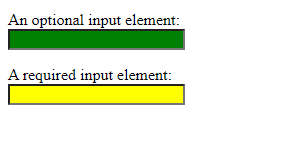 An optional input element:
A required input element: